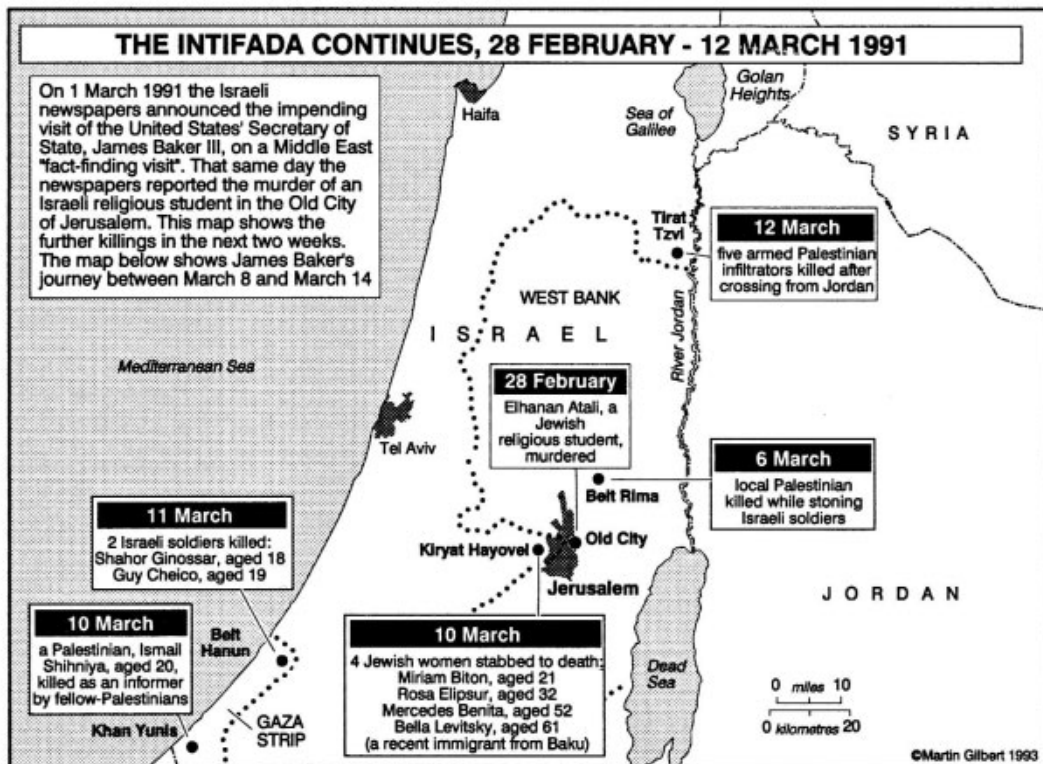 THE INTIFADA CONTINUES, 28 FEBRUARY - 12 MARCH 1991
On 1 March 1991 the Israeli
newspapers announced the impending
visit of the United States' Secretary of
State, James Baker III, on a Middle East
"fact-finding visit". That same day the
newspapers reported the murder of an
Israeli religious student in the Old City
of Jerusalem. This map shows the
further killings in the next two weeks.
The map below shows James Baker's
journey between March 8 and March 14
Haifa
Sea of
Galilee
Golan
Heights
SYRIA
Tirat
Tzvi
12 March
five armed Palestinian
infiltrators killed after
crossing from Jordan
WEST BANK
ISRAEL
River Jordan
Mediterranean Sea
28 February
Elhanan Atali, a
Jewish
religious student,
murdered
Tel Aviv
Beit Rima
6 March
local Palestinian
killed while stoning
Israeli soldiers
11 March
2 Israeli soldiers killed:
Shahor Ginossar, aged 18
Guy Cheico, aged 19
Kiryat Hayovel
Old City
Jerusalem
JORDAN
10 March
a Palestinian, Ismail
Shihniya, aged 20,
killed as an informer
by fellow-Palestinians
Beit
Hanun
10 March
4 Jewish women stabbed to death:
Miriam Biton, aged 21
Rosa Elipsur, aged 32
Mercedes Benita, aged 52
Bella Levitsky, aged 61
(a recent immigrant from Baku)
Dead
Sea
0 miles 10
0 kilometres 20
Khan Yunis
GAZA
STRIP
©Martin Gilbert 1993